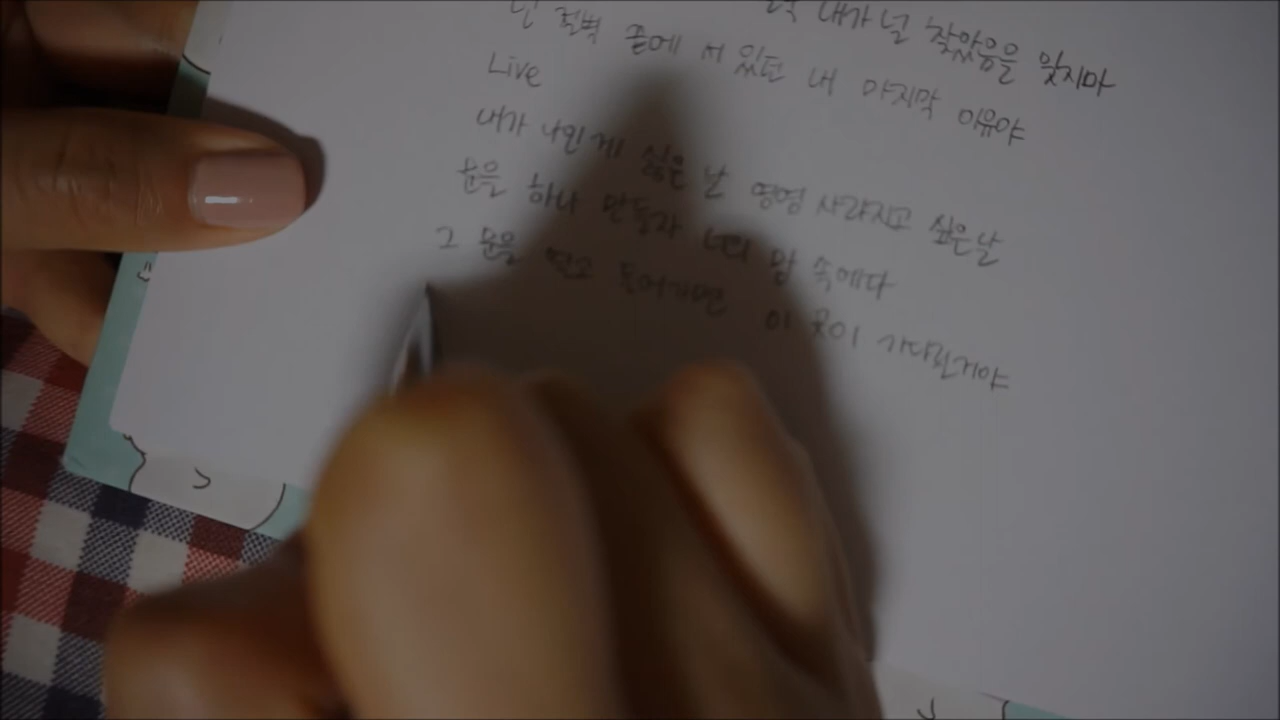 내가 널 찾았음을 잊지마
넌 절벽 끝에 서 있던 내 마지막 이유야
Live
내가 나인 게 싫은 날 영영 사라지고 싶은 날
문을 하나 만들자 너의 맘 속에다
그 문을 열고 들어가면 이 곳이 기다릴거야